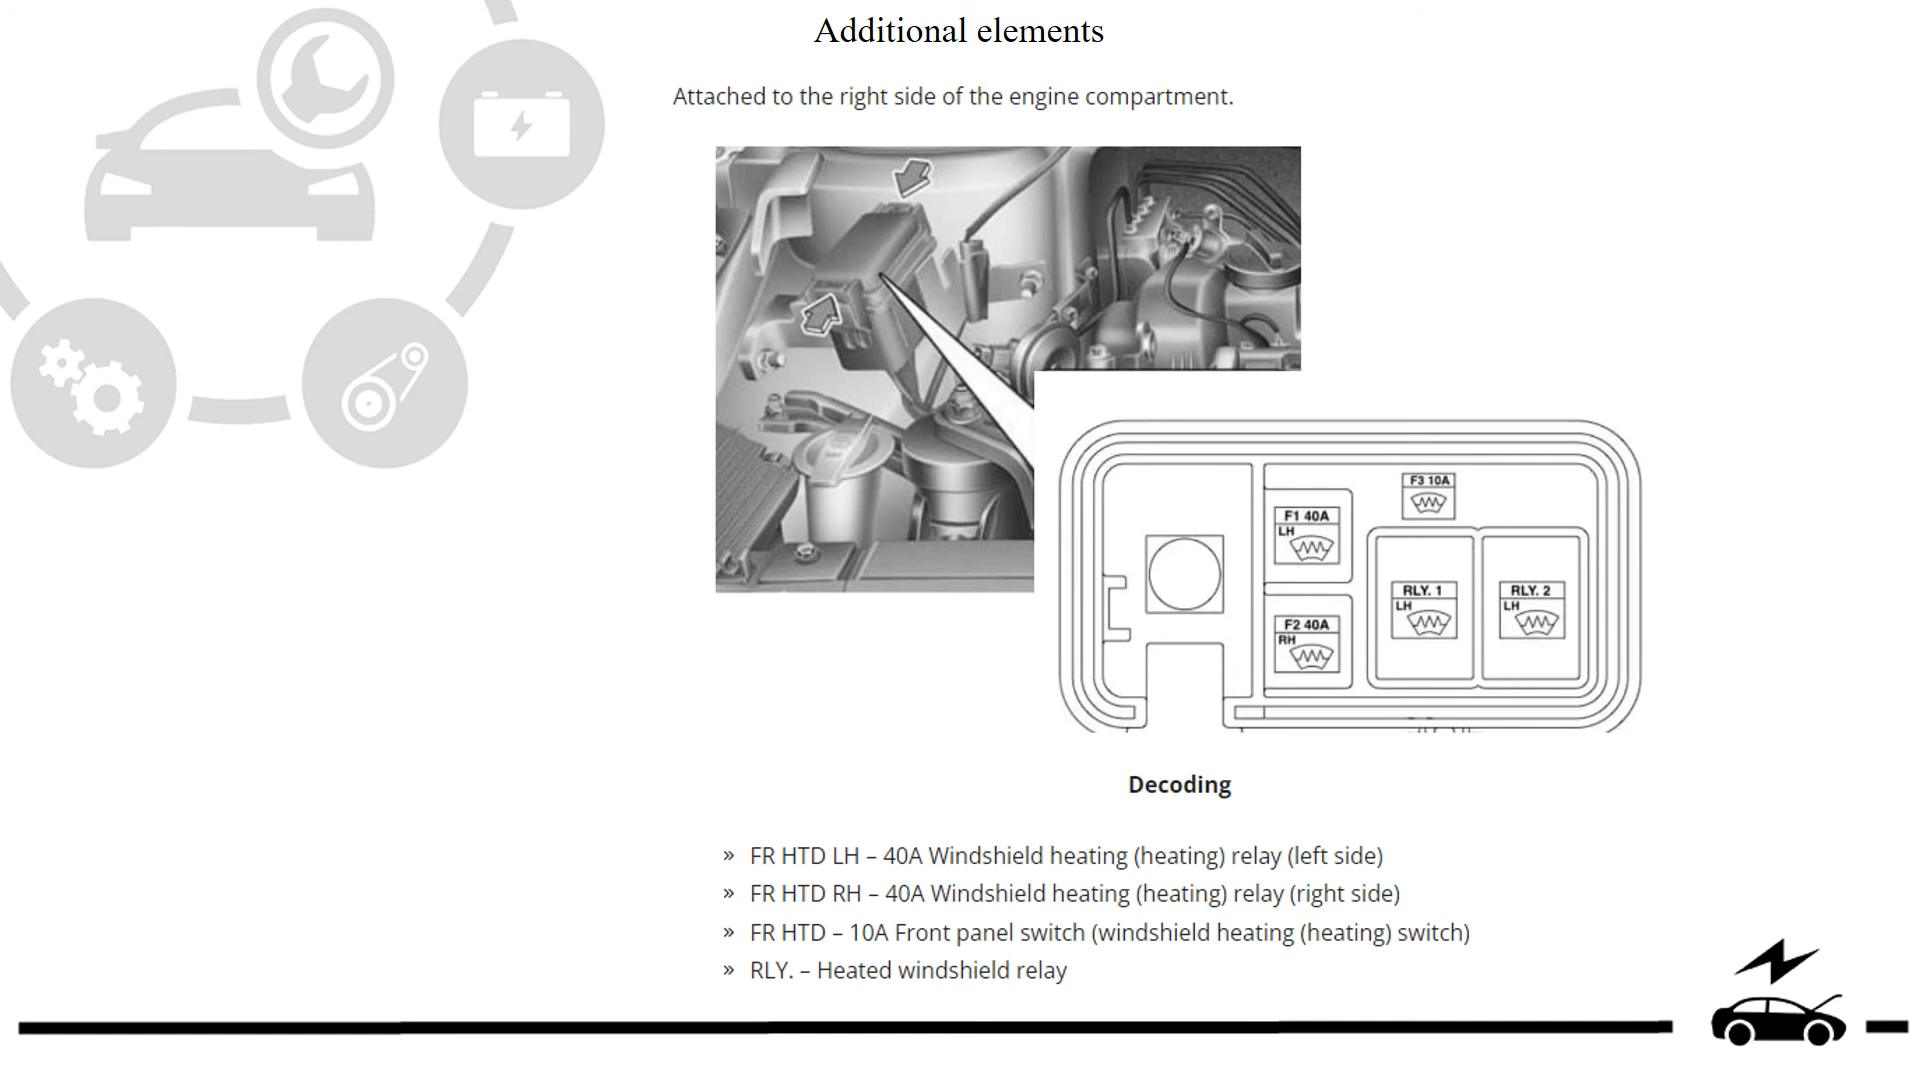 Additional elements
Attached to the right side of the engine compartment.
F3 10A
F1 40A
LH
RLY. 1
LH
RLY. 2
LH
F2 40A
RH
Decoding
» FR HTD LH – 40A Windshield heating (heating) relay (left side)
» FR HTD RH – 40A Windshield heating (heating) relay (right side)
» FR HTD – 10A Front panel switch (windshield heating (heating) switch)
» RLY. – Heated windshield relay